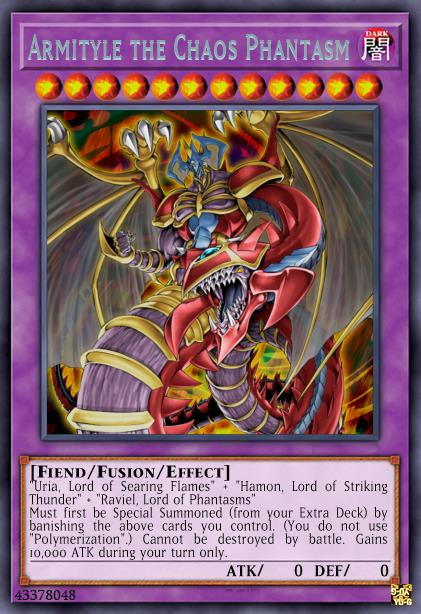 ARMITYLE THE CHAOS PHANTASM
DARK
闇
[FIEND/FUSION/EFFECT]
"Uria, Lord of Searing Flames" + "Hamon, Lord of Striking
Thunder" + "Raviel, Lord of Phantasms"
Must first be Special Summoned (from your Extra Deck) by
banishing the above cards you control. (You do not use
"Polymerization".) Cannot be destroyed by battle. Gains
10,000 ATK during your turn only.
ATK/ 0 DEF/ 0
43378048